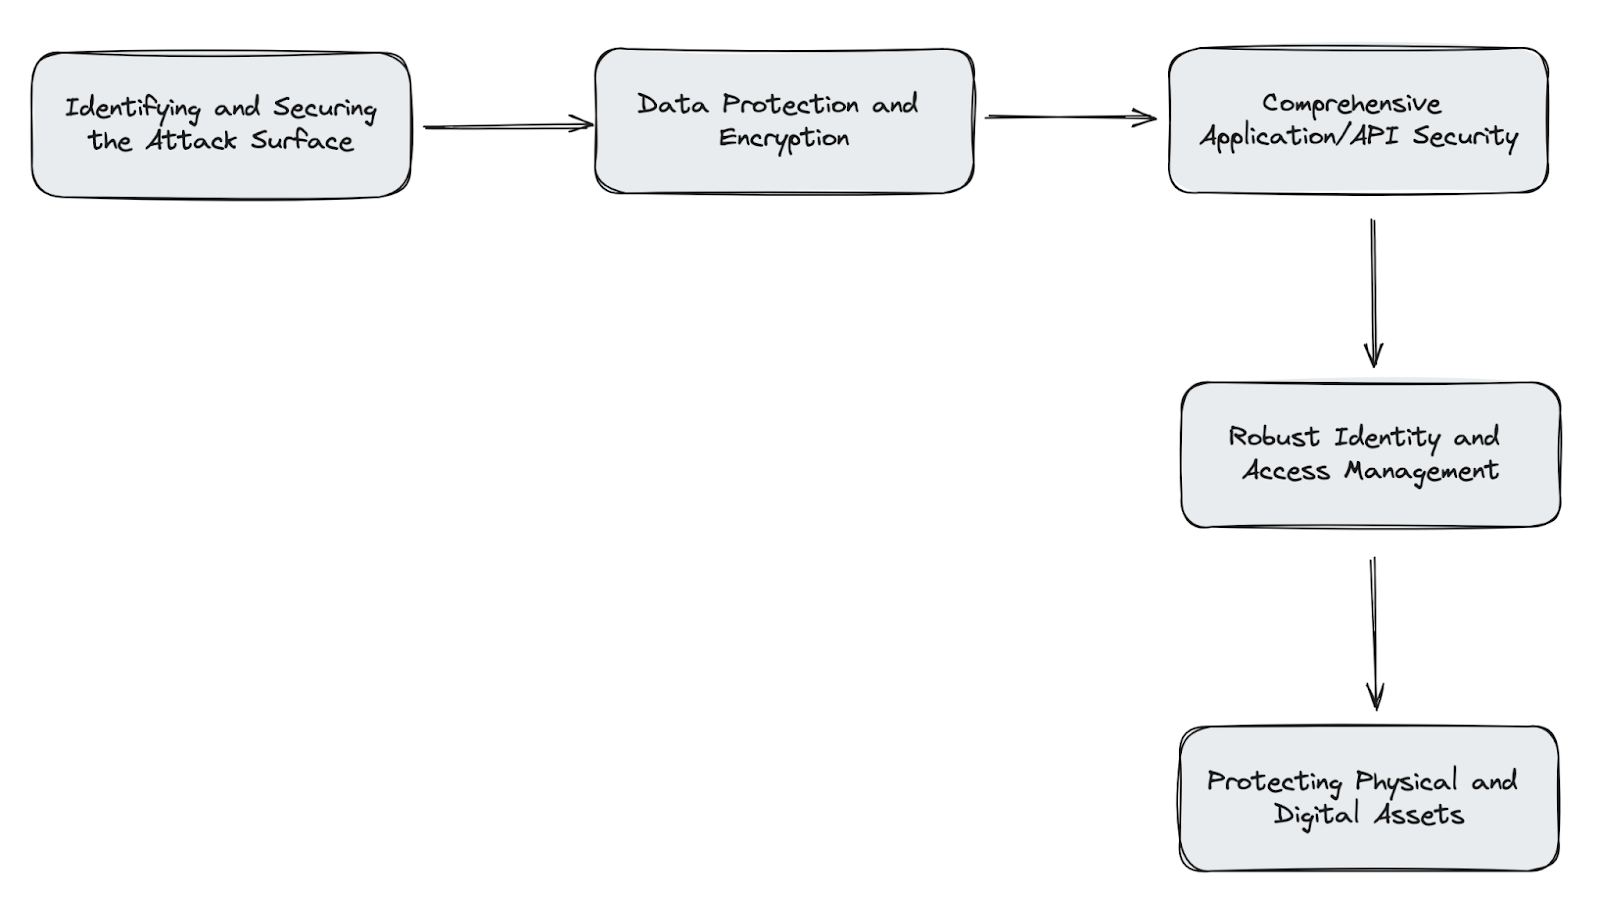 Identifying and Securing
the Attack Surface
Data Protection and
Encryption
Comprehensive
Application/API Security
Robust Identity and
Access Management
Protecting Physical and
Digital Assets